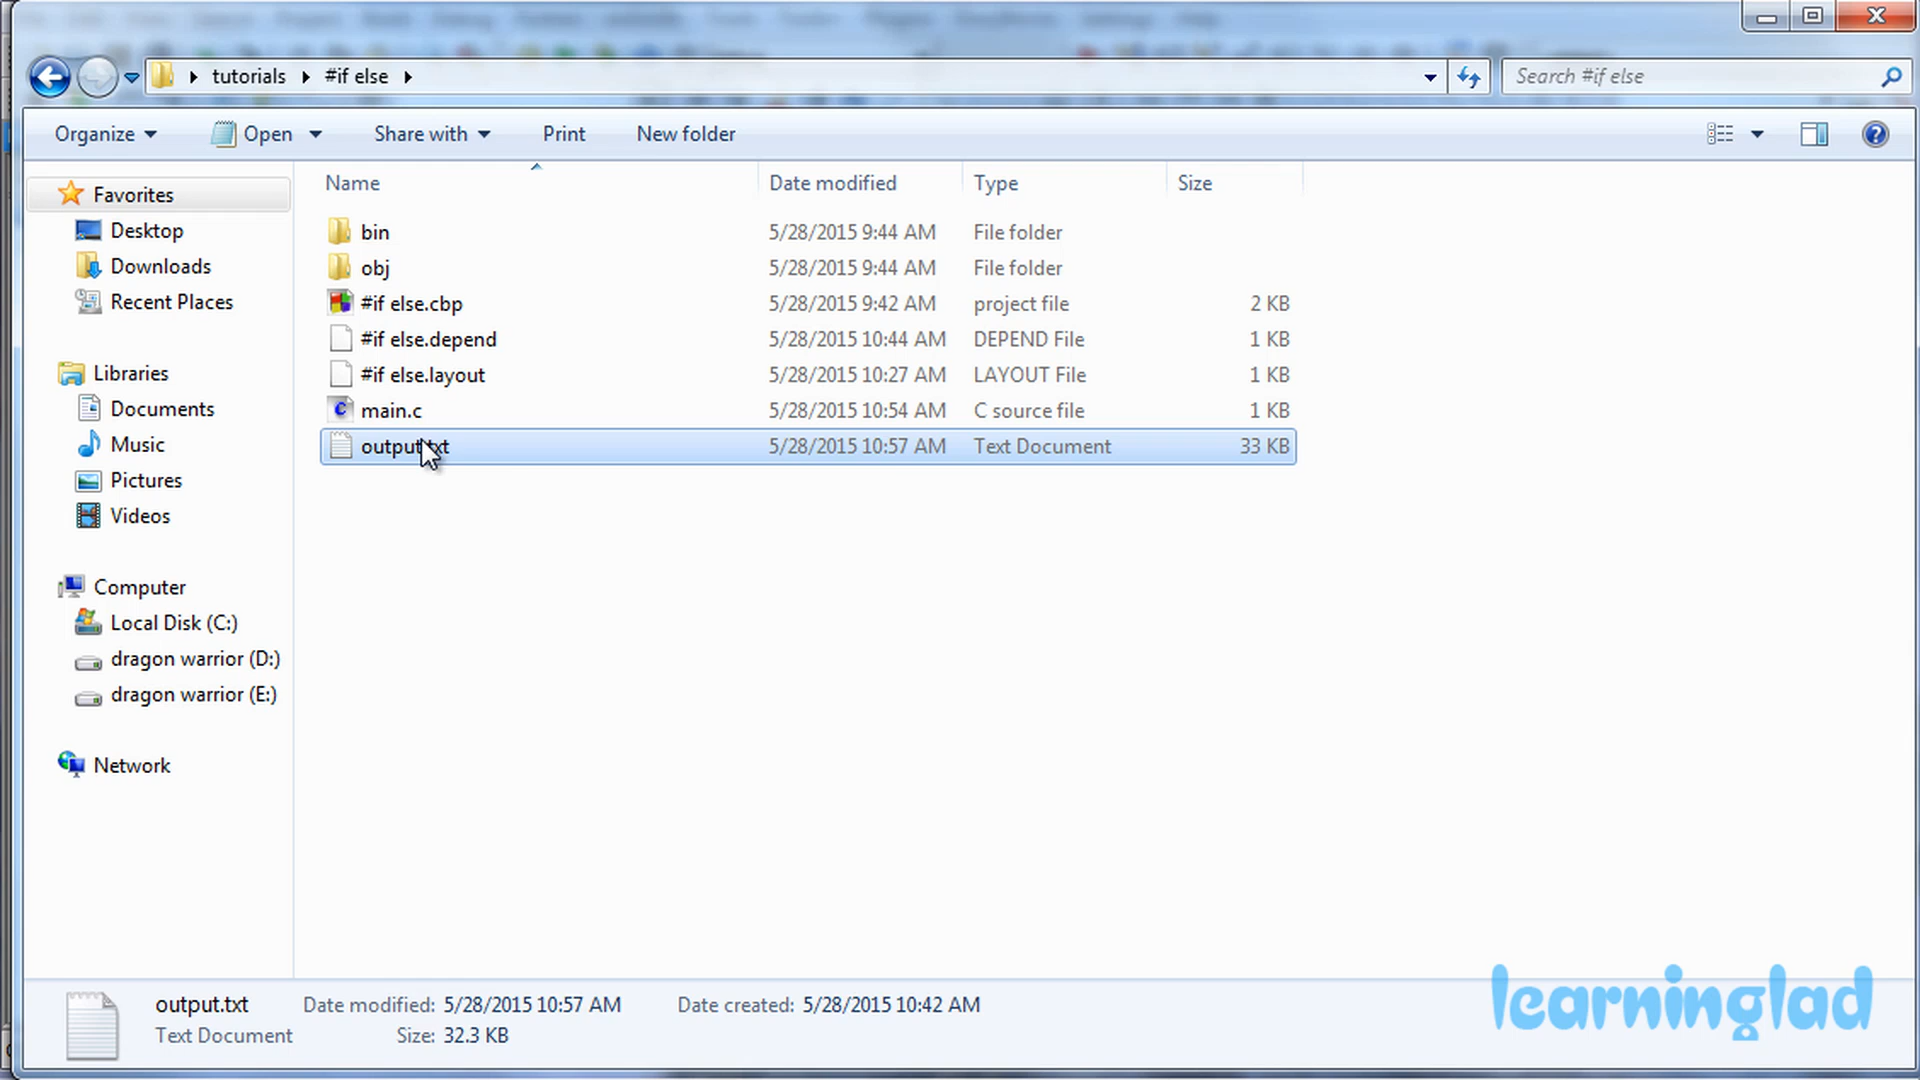 tutorials #if else
Search #if else
Organize Open Share with Print New folder
Name Date modified Type Size
Favorites
Desktop
Downloads
Recent Places
Libraries
Documents
Music
Pictures
Videos
Computer
Local Disk (C:)
dragon warrior (D:)
dragon warrior (E:)
Network
bin 5/28/2015 9:44 AM File folder
obj 5/28/2015 9:44 AM File folder
#if else.cbp 5/28/2015 9:42 AM project file 2 KB
#if else.depend 5/28/2015 10:44 AM DEPEND File 1 KB
#if else.layout 5/28/2015 10:27 AM LAYOUT File 1 KB
main.c 5/28/2015 10:54 AM C source file 1 KB
output.txt 5/28/2015 10:57 AM Text Document 33 KB
output.txt Date modified: 5/28/2015 10:57 AM Date created: 5/28/2015 10:42 AM
Text Document Size: 32.3 KB
learninglad